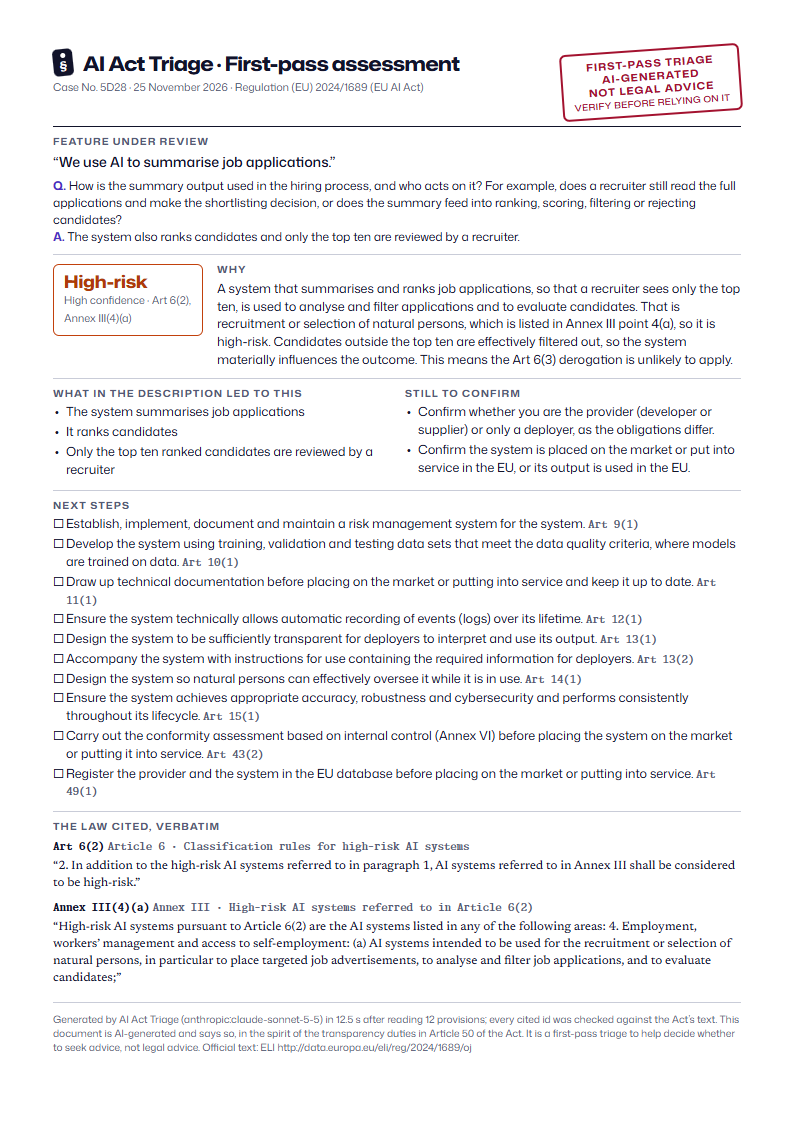 §
AI Act Triage · First-pass assessment
Case No. 5D28 · 25 November 2026 · Regulation (EU) 2024/1689 (EU AI Act)
FIRST-PASS TRIAGE
AI-GENERATED
NOT LEGAL ADVICE
VERIFY BEFORE RELYING ON IT
FEATURE UNDER REVIEW
“We use AI to summarise job applications.”
Q. How is the summary output used in the hiring process, and who acts on it? For example, does a recruiter still read the full
applications and make the shortlisting decision, or does the summary feed into ranking, scoring, filtering or rejecting
candidates?
A. The system also ranks candidates and only the top ten are reviewed by a recruiter.
High-risk
High confidence · Art 6(2),
Annex III(4)(a)
WHY
A system that summarises and ranks job applications, so that a recruiter sees only the top
ten, is used to analyse and filter applications and to evaluate candidates. That is
recruitment or selection of natural persons, which is listed in Annex III point 4(a), so it is
high-risk. Candidates outside the top ten are effectively filtered out, so the system
materially influences the outcome. This means the Art 6(3) derogation is unlikely to apply.
WHAT IN THE DESCRIPTION LED TO THIS
• The system summarises job applications
• It ranks candidates
• Only the top ten ranked candidates are reviewed by a
recruiter
STILL TO CONFIRM
• Confirm whether you are the provider (developer or
supplier) or only a deployer, as the obligations differ.
• Confirm the system is placed on the market or put into
service in the EU, or its output is used in the EU.
NEXT STEPS
☐ Establish, implement, document and maintain a risk management system for the system. Art 9(1)
☐ Develop the system using training, validation and testing data sets that meet the data quality criteria, where models
are trained on data. Art 10(1)
☐ Draw up technical documentation before placing on the market or putting into service and keep it up to date. Art
11(1)
☐ Ensure the system technically allows automatic recording of events (logs) over its lifetime. Art 12(1)
☐ Design the system to be sufficiently transparent for deployers to interpret and use its output. Art 13(1)
☐ Accompany the system with instructions for use containing the required information for deployers. Art 13(2)
☐ Design the system so natural persons can effectively oversee it while it is in use. Art 14(1)
☐ Ensure the system achieves appropriate accuracy, robustness and cybersecurity and performs consistently
throughout its lifecycle. Art 15(1)
☐ Carry out the conformity assessment based on internal control (Annex VI) before placing the system on the market
or putting it into service. Art 43(2)
☐ Register the provider and the system in the EU database before placing on the market or putting into service. Art
49(1)
THE LAW CITED, VERBATIM
Art 6(2) Article 6 · Classification rules for high-risk AI systems
“2. In addition to the high-risk AI systems referred to in paragraph 1, AI systems referred to in Annex III shall be considered
to be high-risk.”
Annex III(4)(a) Annex III · High-risk AI systems referred to in Article 6(2)
“High-risk AI systems pursuant to Article 6(2) are the AI systems listed in any of the following areas: 4. Employment,
workers’ management and access to self-employment: (a) AI systems intended to be used for the recruitment or selection of
natural persons, in particular to place targeted job advertisements, to analyse and filter job applications, and to evaluate
candidates;”
Generated by AI Act Triage (anthropic:claude-sonnet-5-5) in 12.5 s after reading 12 provisions; every cited id was checked against the Act’s text. This
document is AI-generated and says so, in the spirit of the transparency duties in Article 50 of the Act. It is a first-pass triage to help decide whether
to seek advice, not legal advice. Official text: ELI http://data.europa.eu/eli/reg/2024/1689/oj